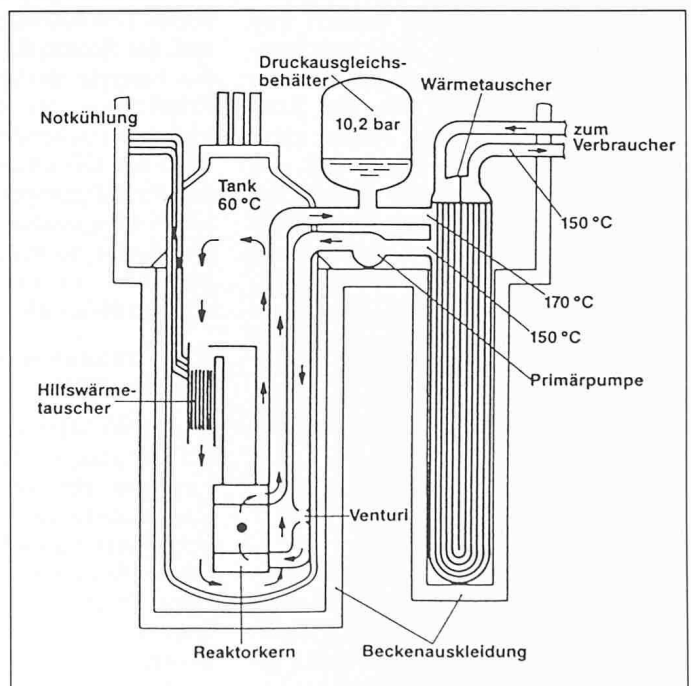 Druckausgleichs-
behälter
Wärmetauscher
Notkühlung
10,2 bar
zum
Verbraucher
Tank
60 °C
150 °C
170 °C
150 °C
Primärpumpe
Hilfswärme-
tauscher
Venturi
Reaktorkern
Beckenauskleidung